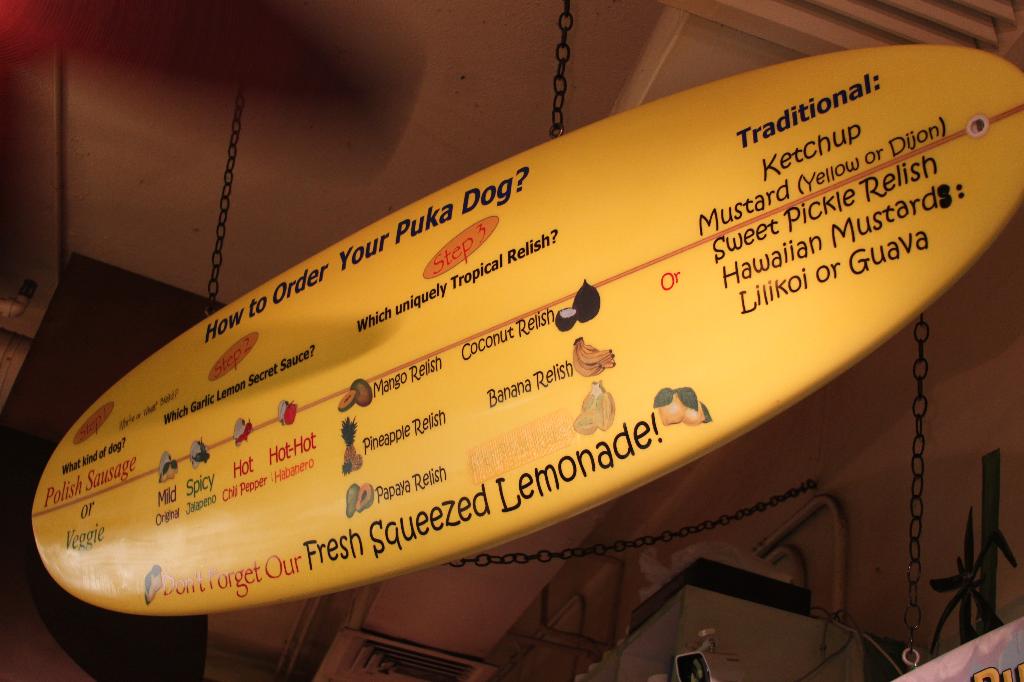 How to Order Your Puka Dog?
Step 1
What kind of dog?
Polish Sausage
or
Veggie
Step 2
Which Garlic Lemon Secret Sauce?
Mild
Original
Spicy
Jalapeno
Hot
Chili Pepper
Hot-Hot
Habanero
Step 3
Which uniquely Tropical Relish?
Mango Relish
Pineapple Relish
Papaya Relish
Coconut Relish
Banana Relish
Or
Traditional:
Ketchup
Mustard (Yellow or Dijon)
Sweet Pickle Relish
Hawaiian Mustards:
Lilikoi or Guava
Don't Forget Our Fresh Squeezed Lemonade!